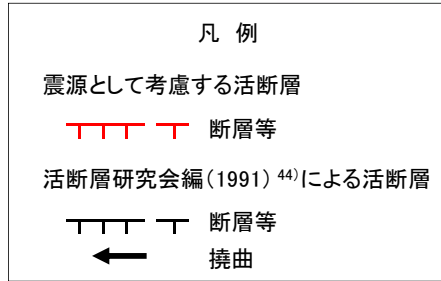 凡 例
震源として考慮する活断層
断層等
活断層研究会編(1991) 44)による活断層
断層等
撓曲